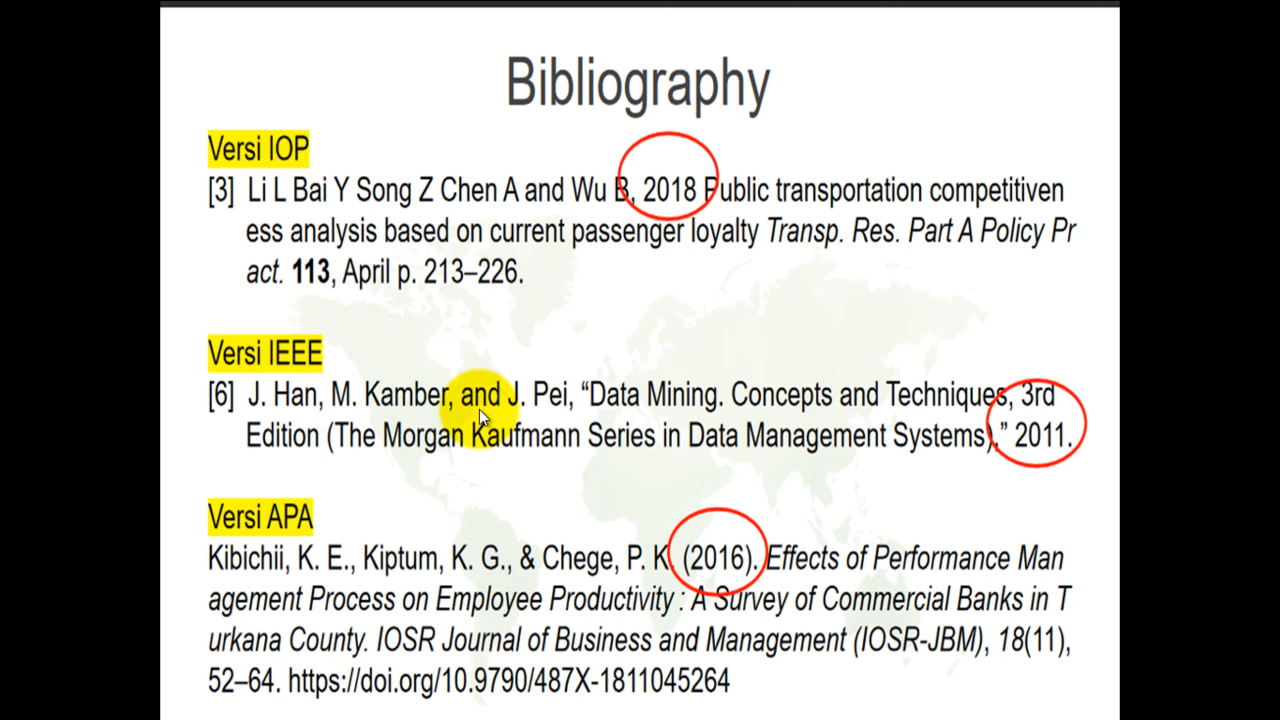 Bibliography
Versi IOP
[3] Li L Bai Y Song Z Chen A and Wu B, 2018 Public transportation competitiven
ess analysis based on current passenger loyalty Transp. Res. Part A Policy Pr
act. 113, April p. 213–226.
Versi IEEE
[6] J. Han, M. Kamber, and J. Pei, “Data Mining. Concepts and Techniques, 3rd
Edition (The Morgan Kaufmann Series in Data Management Systems),” 2011.
Versi APA
Kibichii, K. E., Kiptum, K. G., & Chege, P. K. (2016). Effects of Performance Man
agement Process on Employee Productivity : A Survey of Commercial Banks in T
urkana County. IOSR Journal of Business and Management (IOSR-JBM), 18(11),
52–64. https://doi.org/10.9790/487X-1811045264